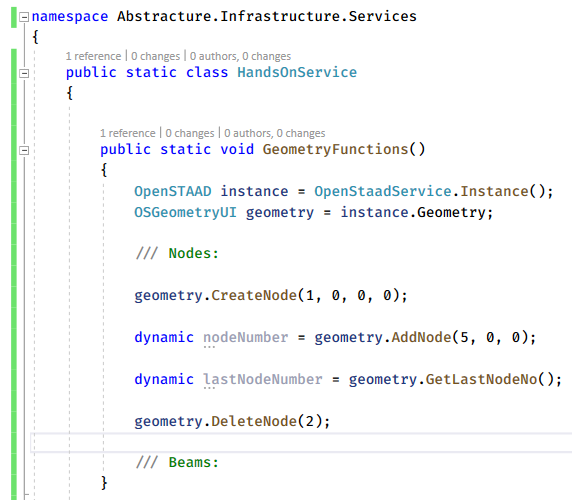 namespace Abstracture.Infrastructure.Services
{
1 reference | 0 changes | 0 authors, 0 changes
public static class HandsOnService
{
1 reference | 0 changes | 0 authors, 0 changes
public static void GeometryFunctions()
{
OpenSTAAD instance = OpenStaadService.Instance();
OSGeometryUI geometry = instance.Geometry;
/// Nodes:
geometry.CreateNode(1, 0, 0, 0);
dynamic nodeNumber = geometry.AddNode(5, 0, 0);
dynamic lastNodeNumber = geometry.GetLastNodeNo();
geometry.DeleteNode(2);
/// Beams:
}